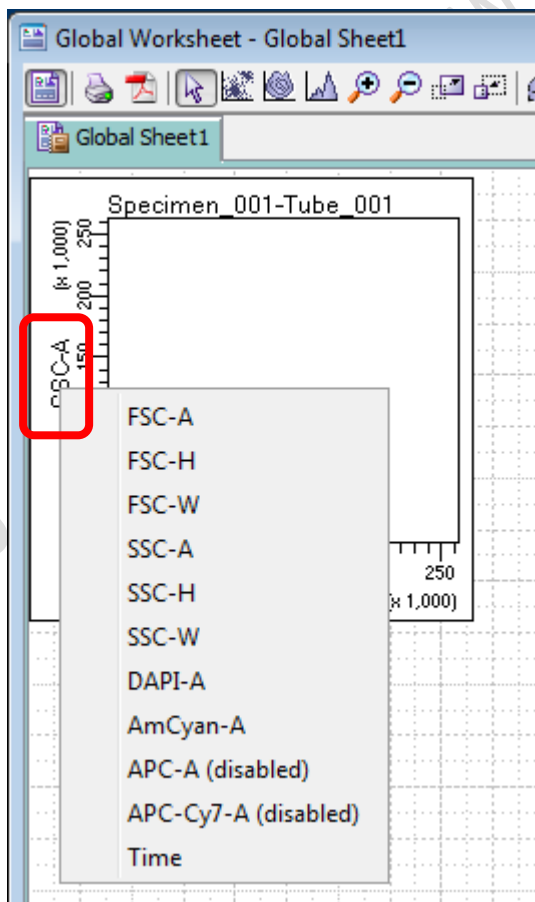 Global Worksheet - Global Sheet1
Global Sheet1
Specimen_001-Tube_001
(x 1,000)
250
200
150
FSC-A
FSC-H
FSC-W
SSC-A
SSC-H
SSC-W
DAPI-A
AmCyan-A
APC-A (disabled)
APC-Cy7-A (disabled)
Time
250
(x 1,000)